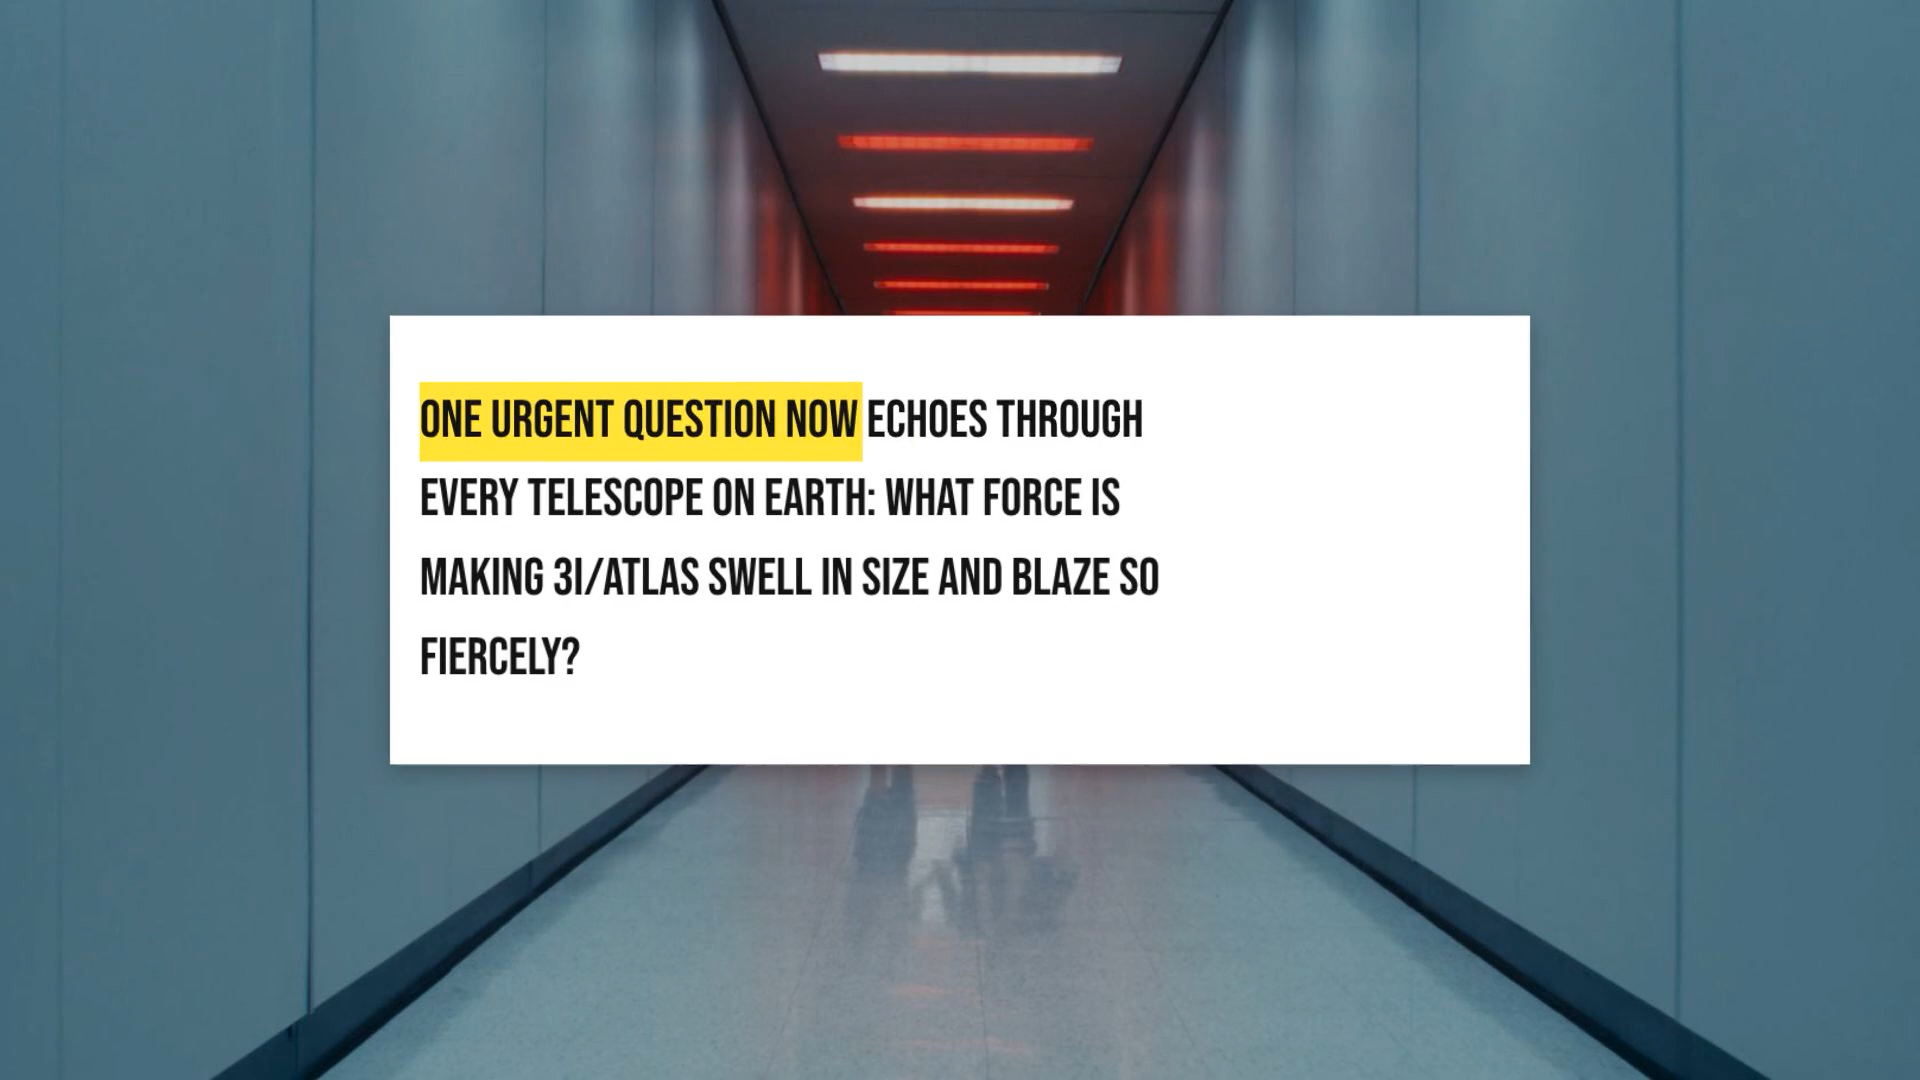 ONE URGENT QUESTION NOW ECHOES THROUGH
EVERY TELESCOPE ON EARTH: WHAT FORCE IS
MAKING 3I/ATLAS SWELL IN SIZE AND BLAZE SO
FIERCELY?